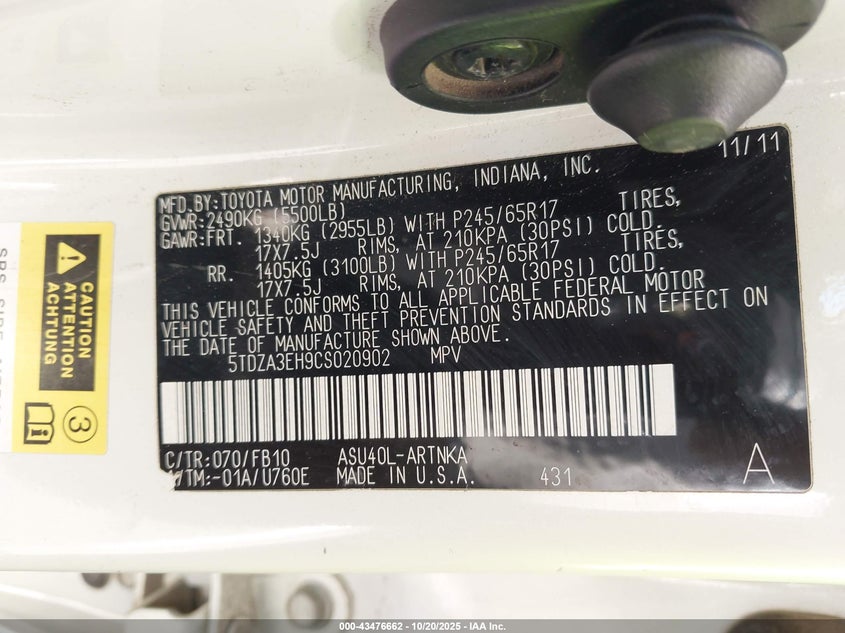 11/11
MFD. BY: TOYOTA MOTOR MANUFACTURING, INDIANA, INC.
GVWR: 2490KG (5500LB)
GAWR: FRT. 1340KG (2955LB) WITH P245/65R17 TIRES,
17X7.5J RIMS, AT 210KPA (30PSI) COLD.
RR. 1405KG (3100LB) WITH P245/65R17 TIRES,
17X7.5J RIMS, AT 210KPA (30PSI) COLD.
THIS VEHICLE CONFORMS TO ALL APPLICABLE FEDERAL MOTOR
VEHICLE SAFETY AND THEFT PREVENTION STANDARDS IN EFFECT ON
THE DATE OF MANUFACTURE SHOWN ABOVE.
5TDZA3EH9CS020902 MPV
C/TR: 070/FB10 ASU40L-ARTNKA
/TM: -01A/U760E MADE IN U.S.A. 431 A
CAUTION
ATTENTION
ACHTUNG
3
000-43476662 - 10/20/2025 - IAA Inc.